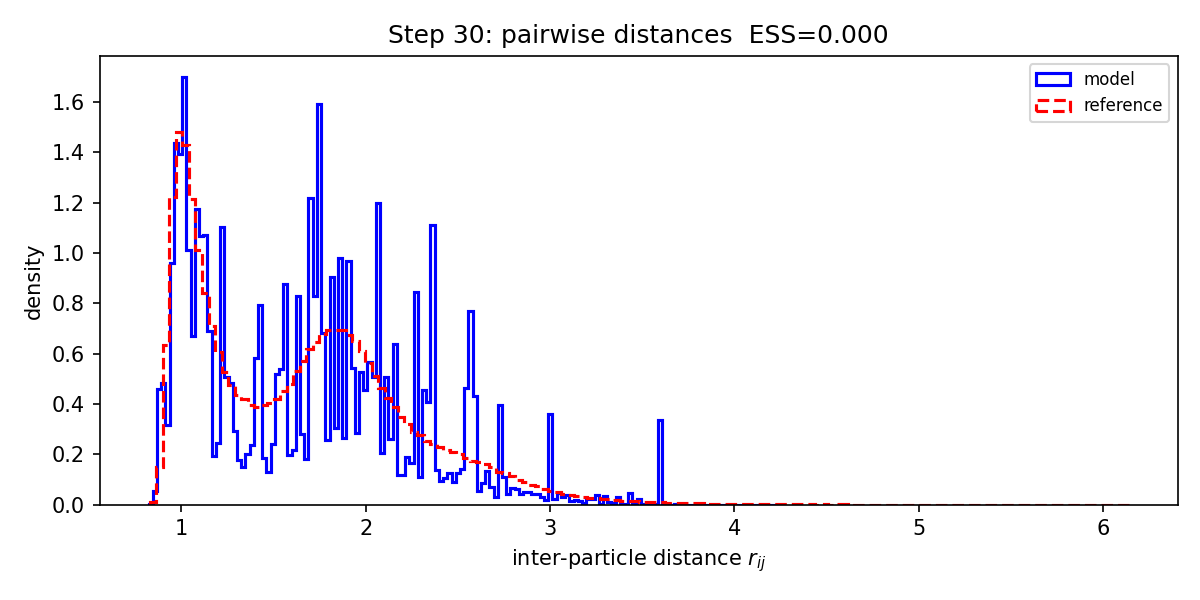 Step 30: pairwise distances  ESS=0.000
model
reference
density
1.6
1.4
1.2
1.0
0.8
0.6
0.4
0.2
0.0
1 2 3 4 5 6
inter-particle distance r_ij